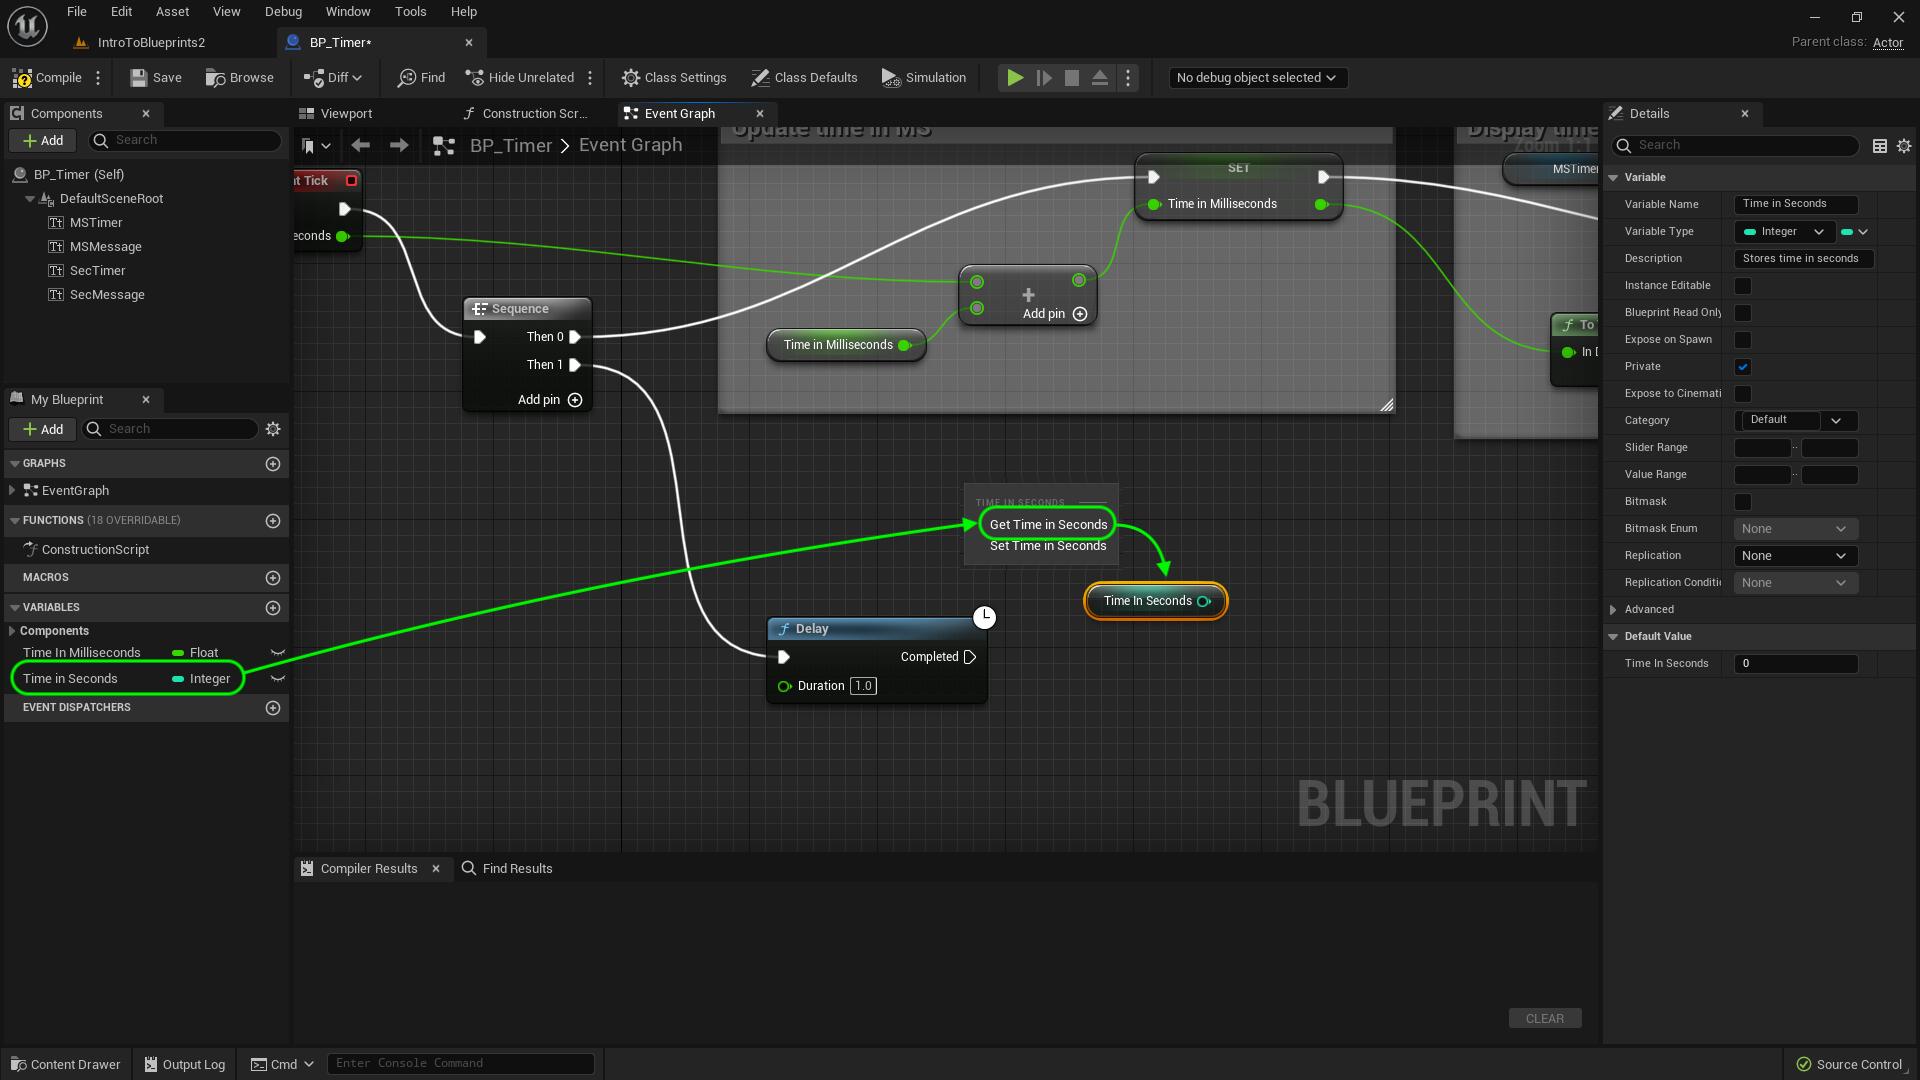 File Edit Asset View Debug Window Tools Help
IntroToBlueprints2
BP_Timer*
Parent class: Actor
Compile
Save
Browse
Diff
Find
Hide Unrelated
Class Settings
Class Defaults
Simulation
No debug object selected
Components
Add
Search
BP_Timer (Self)
DefaultSceneRoot
MSTimer
MSMessage
SecTimer
SecMessage
My Blueprint
Add
Search
GRAPHS
EventGraph
FUNCTIONS (18 OVERRIDABLE)
ConstructionScript
MACROS
VARIABLES
Components
Time In Milliseconds Float
Time in Seconds Integer
EVENT DISPATCHERS
Viewport
Construction Scr...
Event Graph
BP_Timer > Event Graph
Update time in MS
Display time
Zoom 1:1
nt Tick
econds
Sequence
Then 0
Then 1
Add pin
SET
Time in Milliseconds
Add pin
Time in Milliseconds
MSTimer
To
In D
TIME IN SECONDS
Get Time in Seconds
Set Time in Seconds
Time In Seconds
Delay
Completed
Duration 1.0
BLUEPRINT
Compiler Results
Find Results
CLEAR
Details
Search
Variable
Variable Name Time in Seconds
Variable Type Integer
Description Stores time in seconds
Instance Editable
Blueprint Read Only
Expose on Spawn
Private
Expose to Cinemati
Category Default
Slider Range
Value Range
Bitmask
Bitmask Enum None
Replication None
Replication Conditi None
Advanced
Default Value
Time In Seconds 0
Content Drawer
Output Log
Cmd
Enter Console Command
Source Control